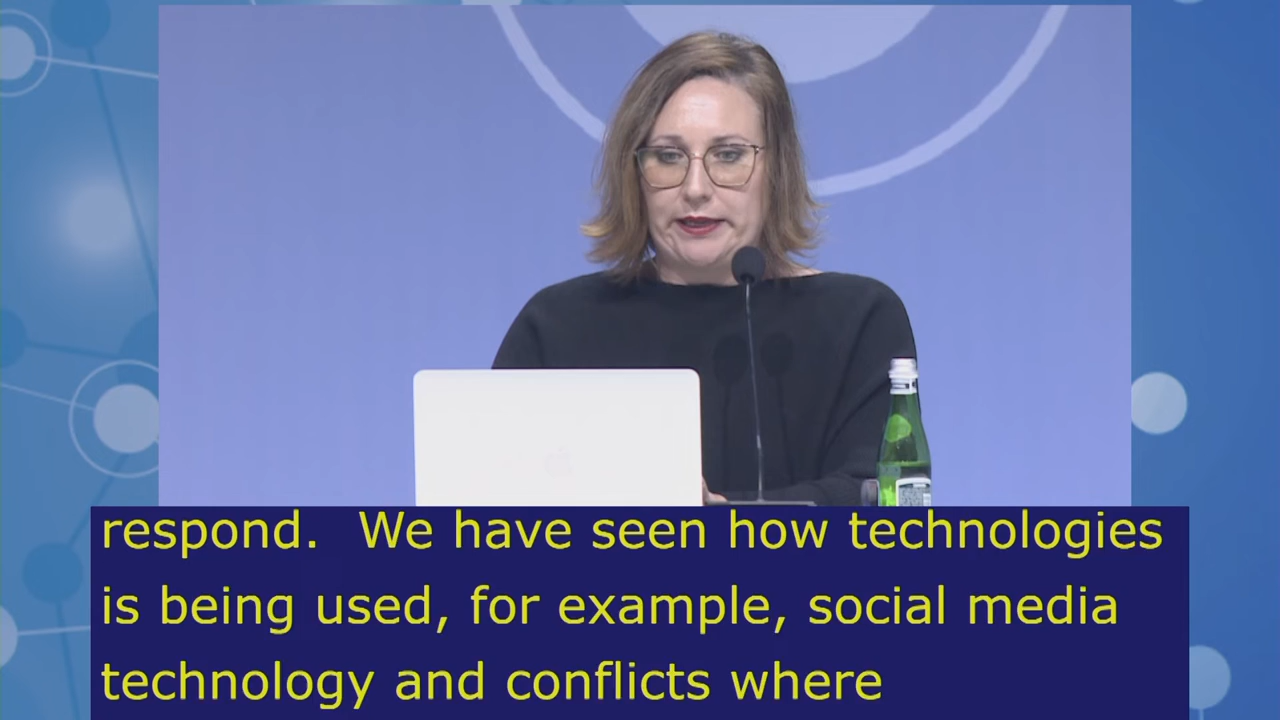 respond.  We have seen how technologies
is being used, for example, social media
technology and conflicts where